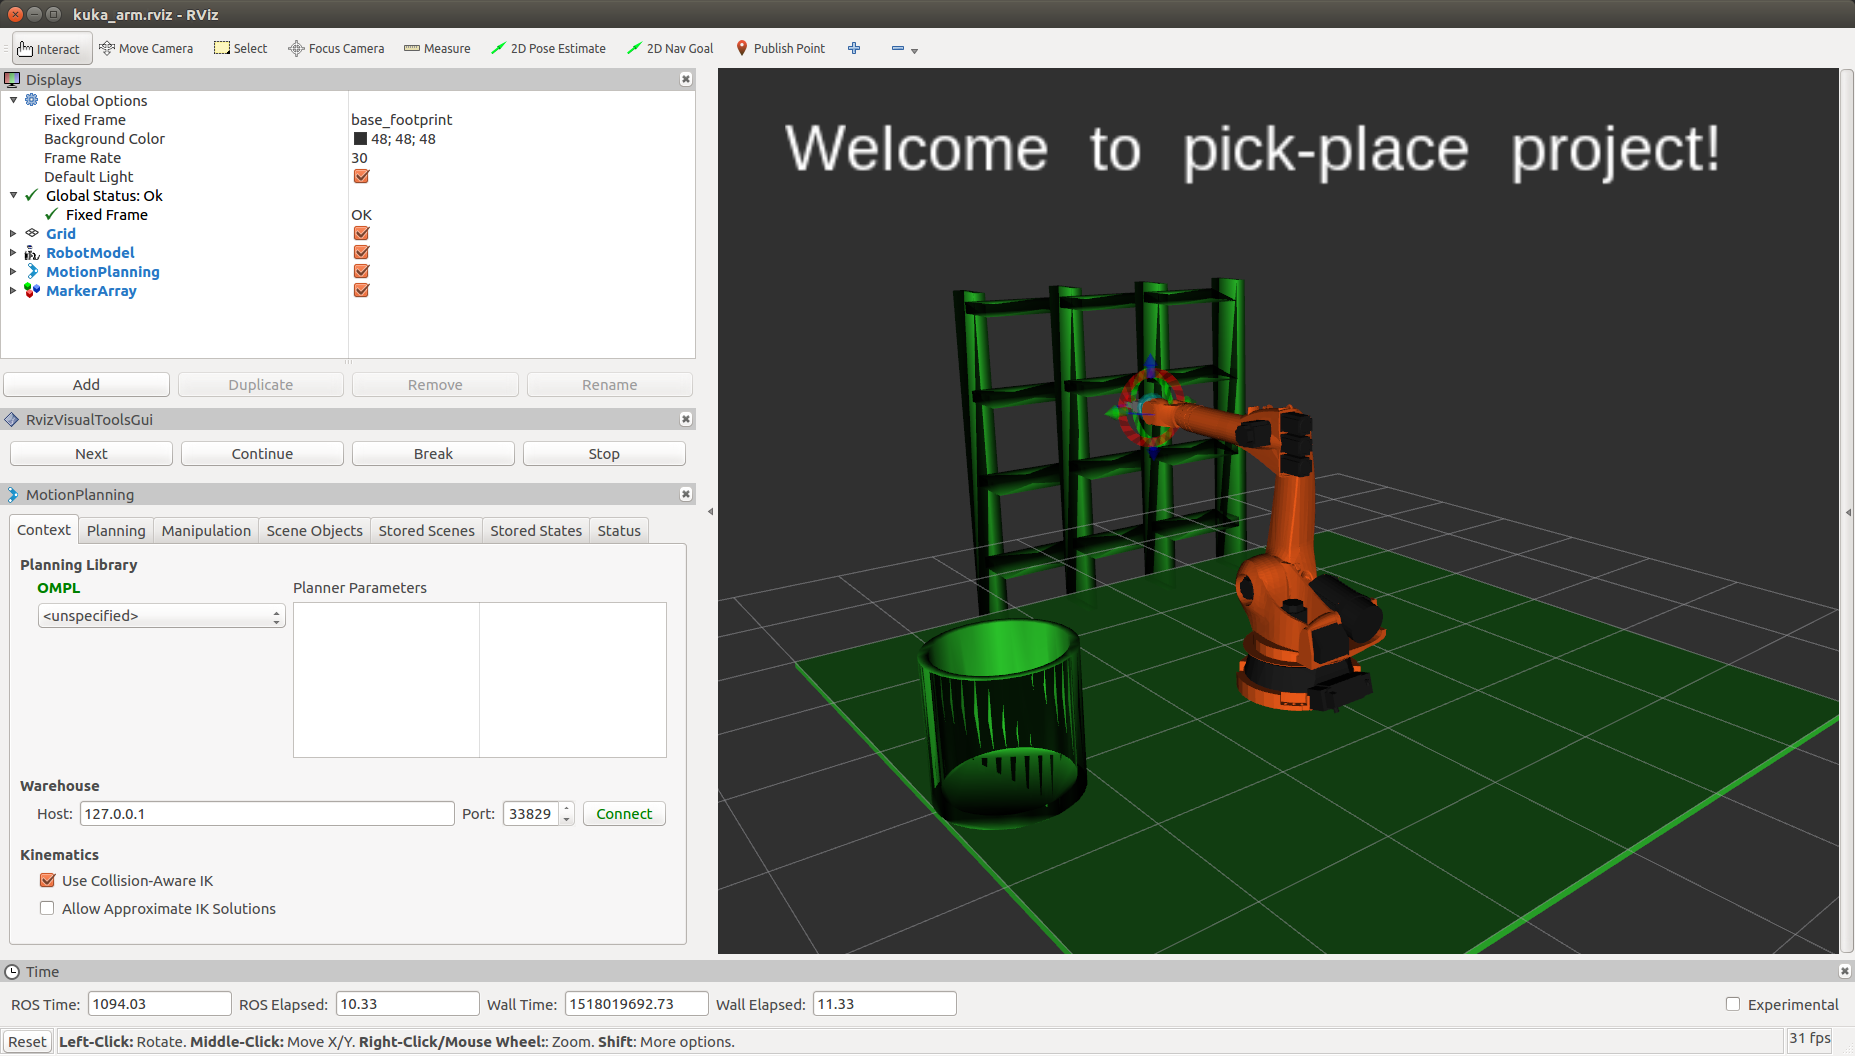 kuka_arm.rviz - RViz
Interact Move Camera Select Focus Camera Measure 2D Pose Estimate 2D Nav Goal Publish Point
Displays
Global Options
Fixed Frame base_footprint
Background Color 48; 48; 48
Frame Rate 30
Default Light
Global Status: Ok
Fixed Frame OK
Grid
RobotModel
MotionPlanning
MarkerArray
Add Duplicate Remove Rename
RvizVisualToolsGui
Next Continue Break Stop
MotionPlanning
Context Planning Manipulation Scene Objects Stored Scenes Stored States Status
Planning Library
OMPL Planner Parameters
<unspecified>
Warehouse
Host: 127.0.0.1 Port: 33829 Connect
Kinematics
Use Collision-Aware IK
Allow Approximate IK Solutions
Welcome to pick-place project!
Time
ROS Time: 1094.03 ROS Elapsed: 10.33 Wall Time: 1518019692.73 Wall Elapsed: 11.33 Experimental
Reset Left-Click: Rotate. Middle-Click: Move X/Y. Right-Click/Mouse Wheel:: Zoom. Shift: More options. 31 fps